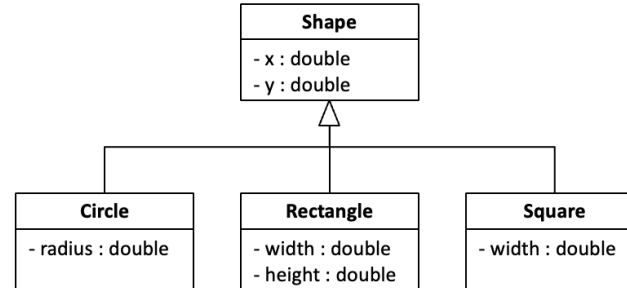 Shape
- x : double
- y : double
Circle
- radius : double
Rectangle
- width : double
- height : double
Square
- width : double